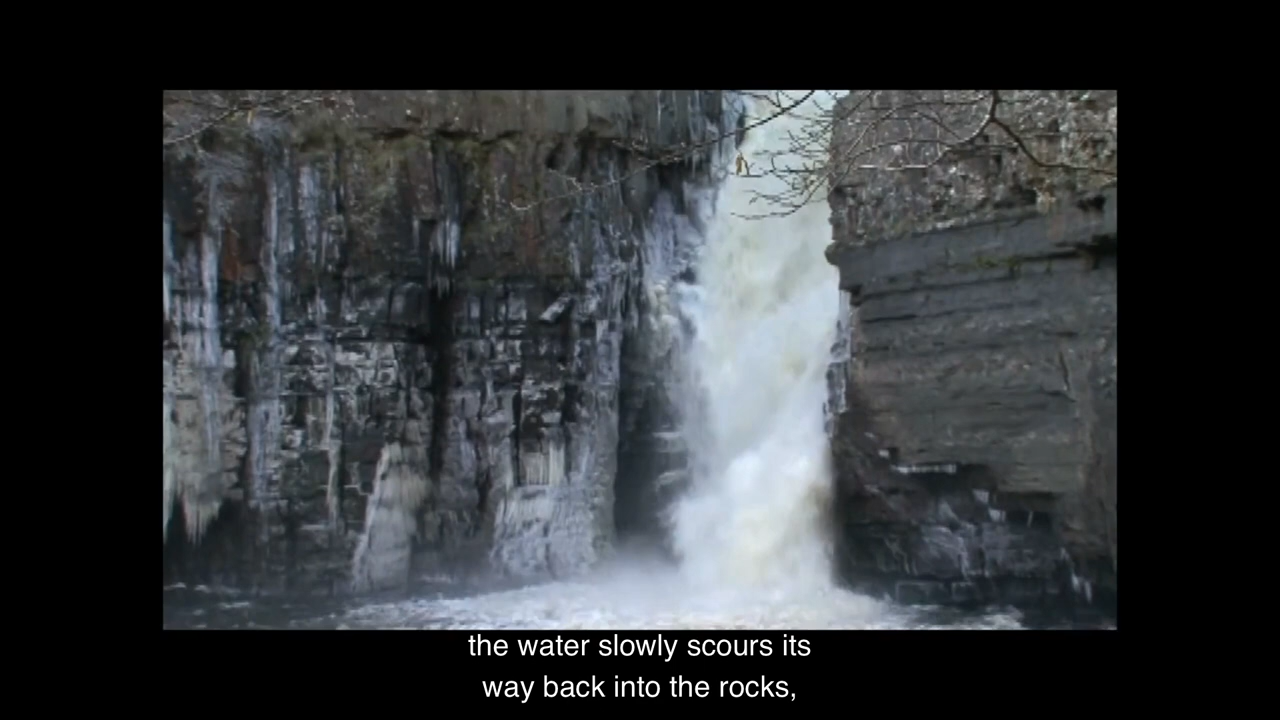 the water slowly scours its
way back into the rocks,